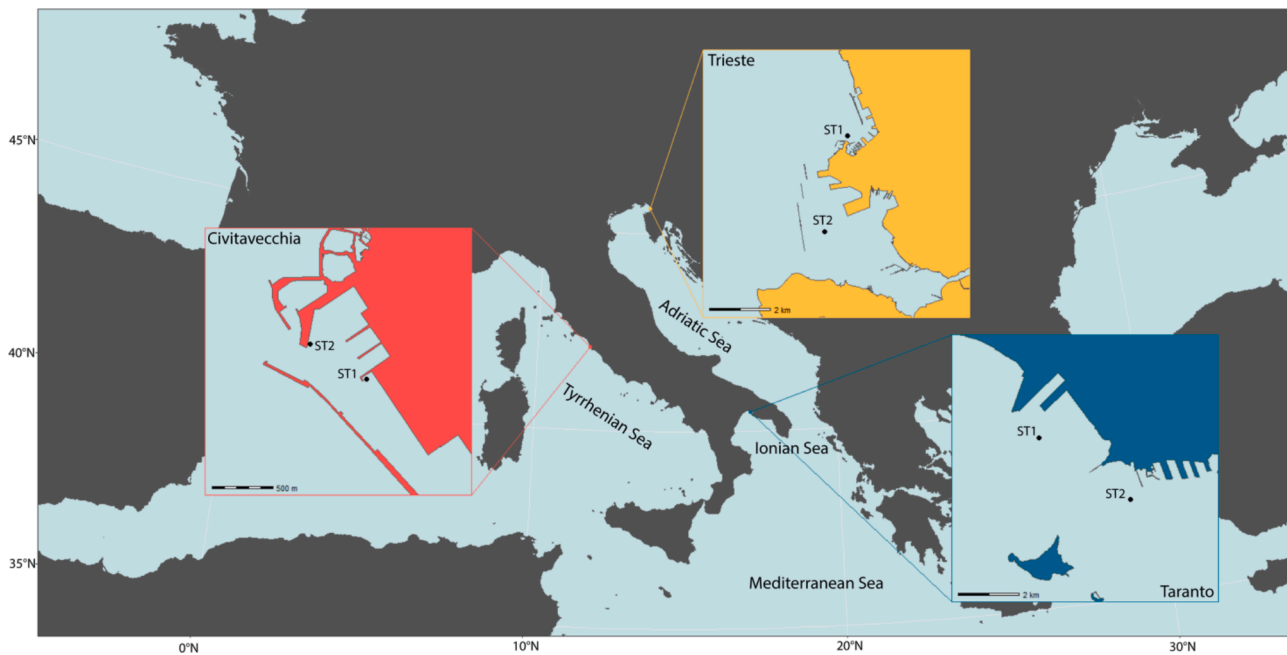 Trieste
ST1
ST2
2 km
45°N
Civitavecchia
ST2
ST1
500 m
40°N
Adriatic Sea
Tyrrhenian Sea
Ionian Sea
ST1
ST2
2 km
Taranto
Mediterranean Sea
35°N
0°N
10°N
20°N
30°N